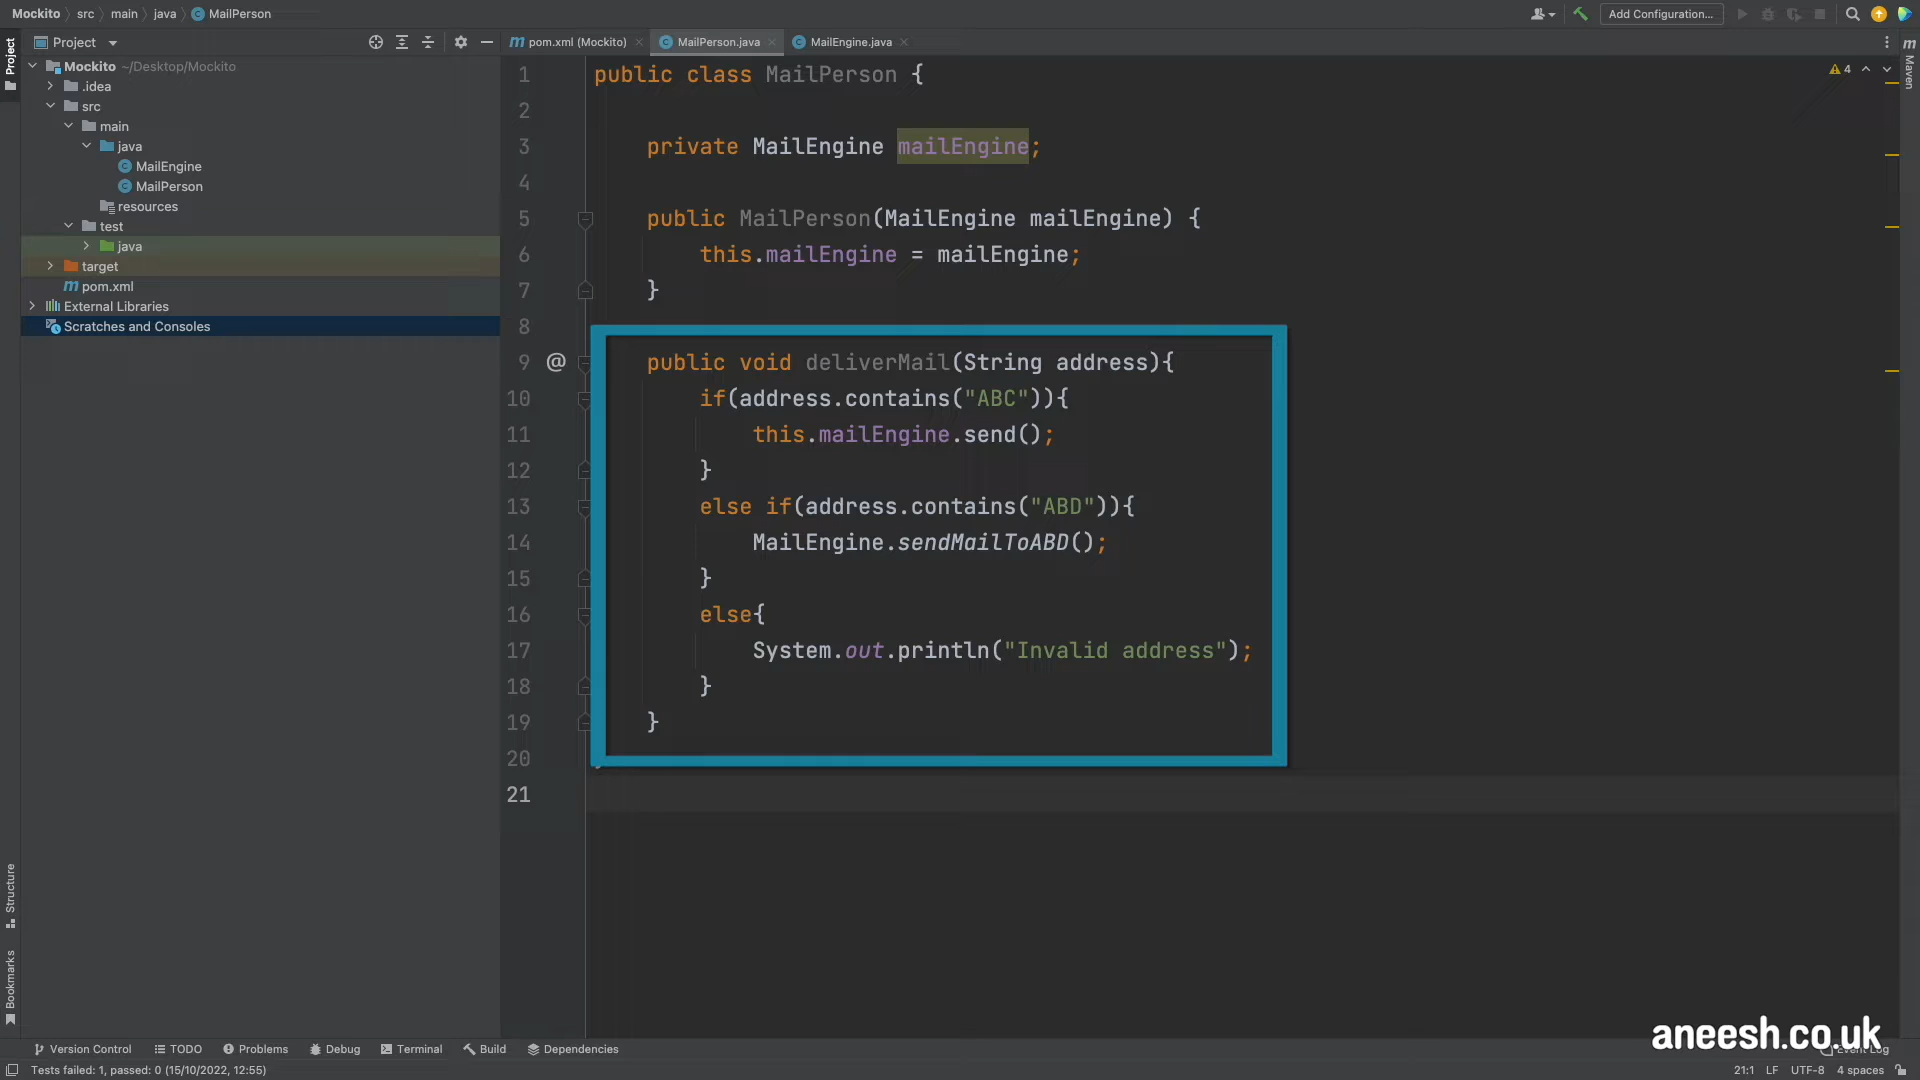 Mockito src main java MailPerson
Add Configuration...
Project
pom.xml (Mockito)
MailPerson.java
MailEngine.java
Project
Maven
4
Mockito ~/Desktop/Mockito
.idea
src
main
java
MailEngine
MailPerson
resources
test
java
target
pom.xml
External Libraries
Scratches and Consoles
1 public class MailPerson {
2
3 private MailEngine mailEngine;
4
5 public MailPerson(MailEngine mailEngine) {
6 this.mailEngine = mailEngine;
7 }
8
9 @ public void deliverMail(String address){
10 if(address.contains("ABC")){
11 this.mailEngine.send();
12 }
13 else if(address.contains("ABD")){
14 MailEngine.sendMailToABD();
15 }
16 else{
17 System.out.println("Invalid address");
18 }
19 }
20
21
Structure
Bookmarks
aneesh.co.uk
Version Control TODO Problems Debug Terminal Build Dependencies Event Log
Tests failed: 1, passed: 0 (15/10/2022, 12:55)
21:1 LF UTF-8 4 spaces